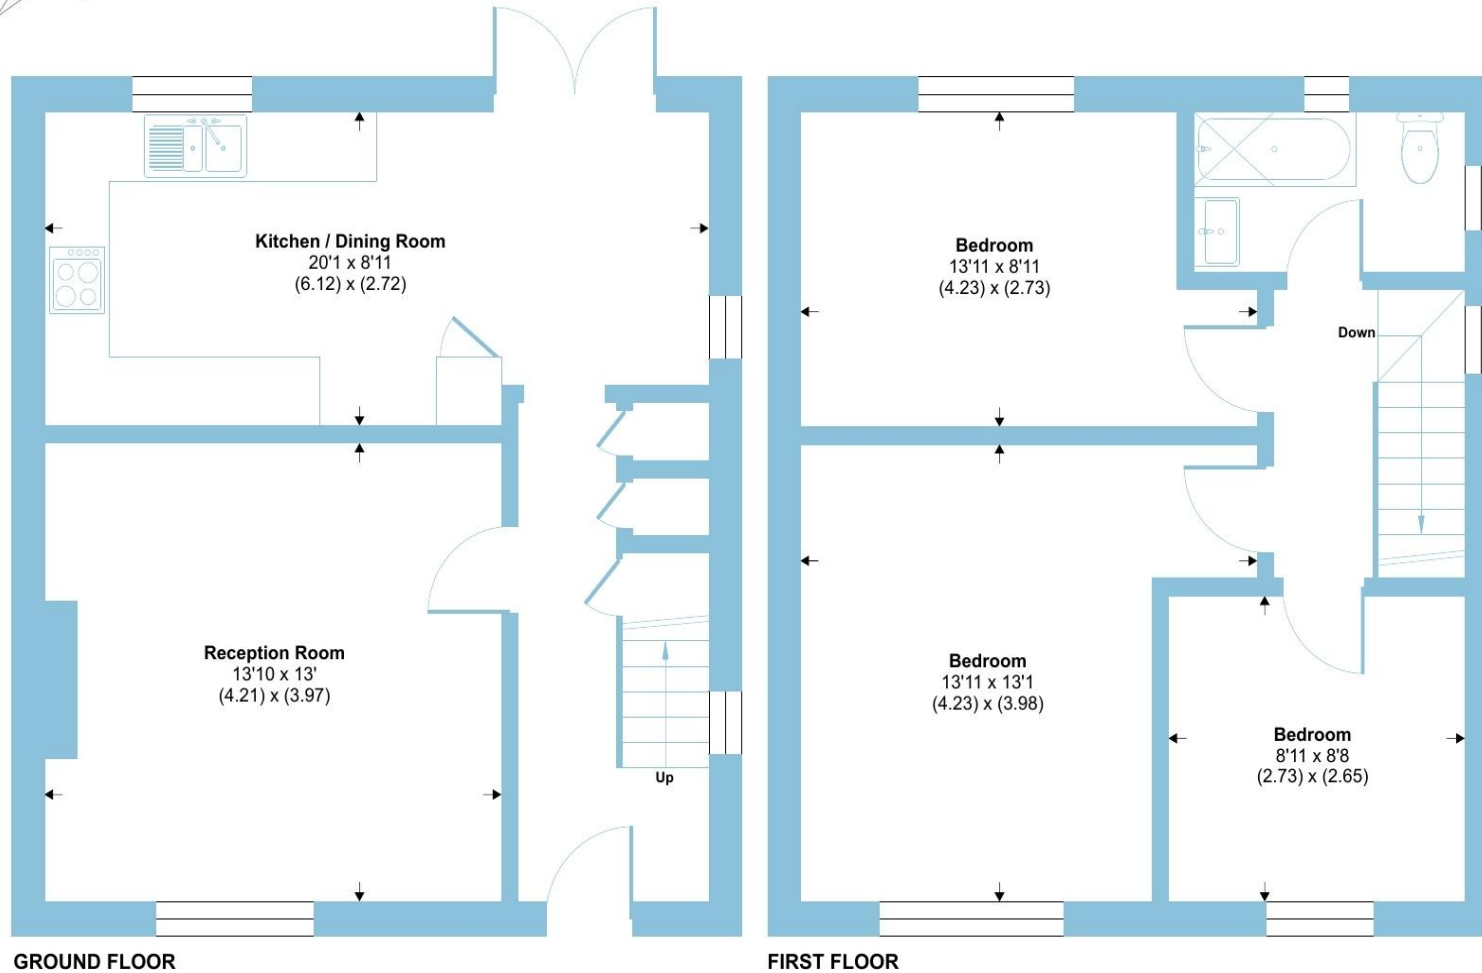 Kitchen / Dining Room
20'1 x 8'11
(6.12) x (2.72)
Reception Room
13'10 x 13'
(4.21) x (3.97)
Up
GROUND FLOOR
Bedroom
13'11 x 8'11
(4.23) x (2.73)
Down
Bedroom
13'11 x 13'1
(4.23) x (3.98)
Bedroom
8'11 x 8'8
(2.73) x (2.65)
FIRST FLOOR